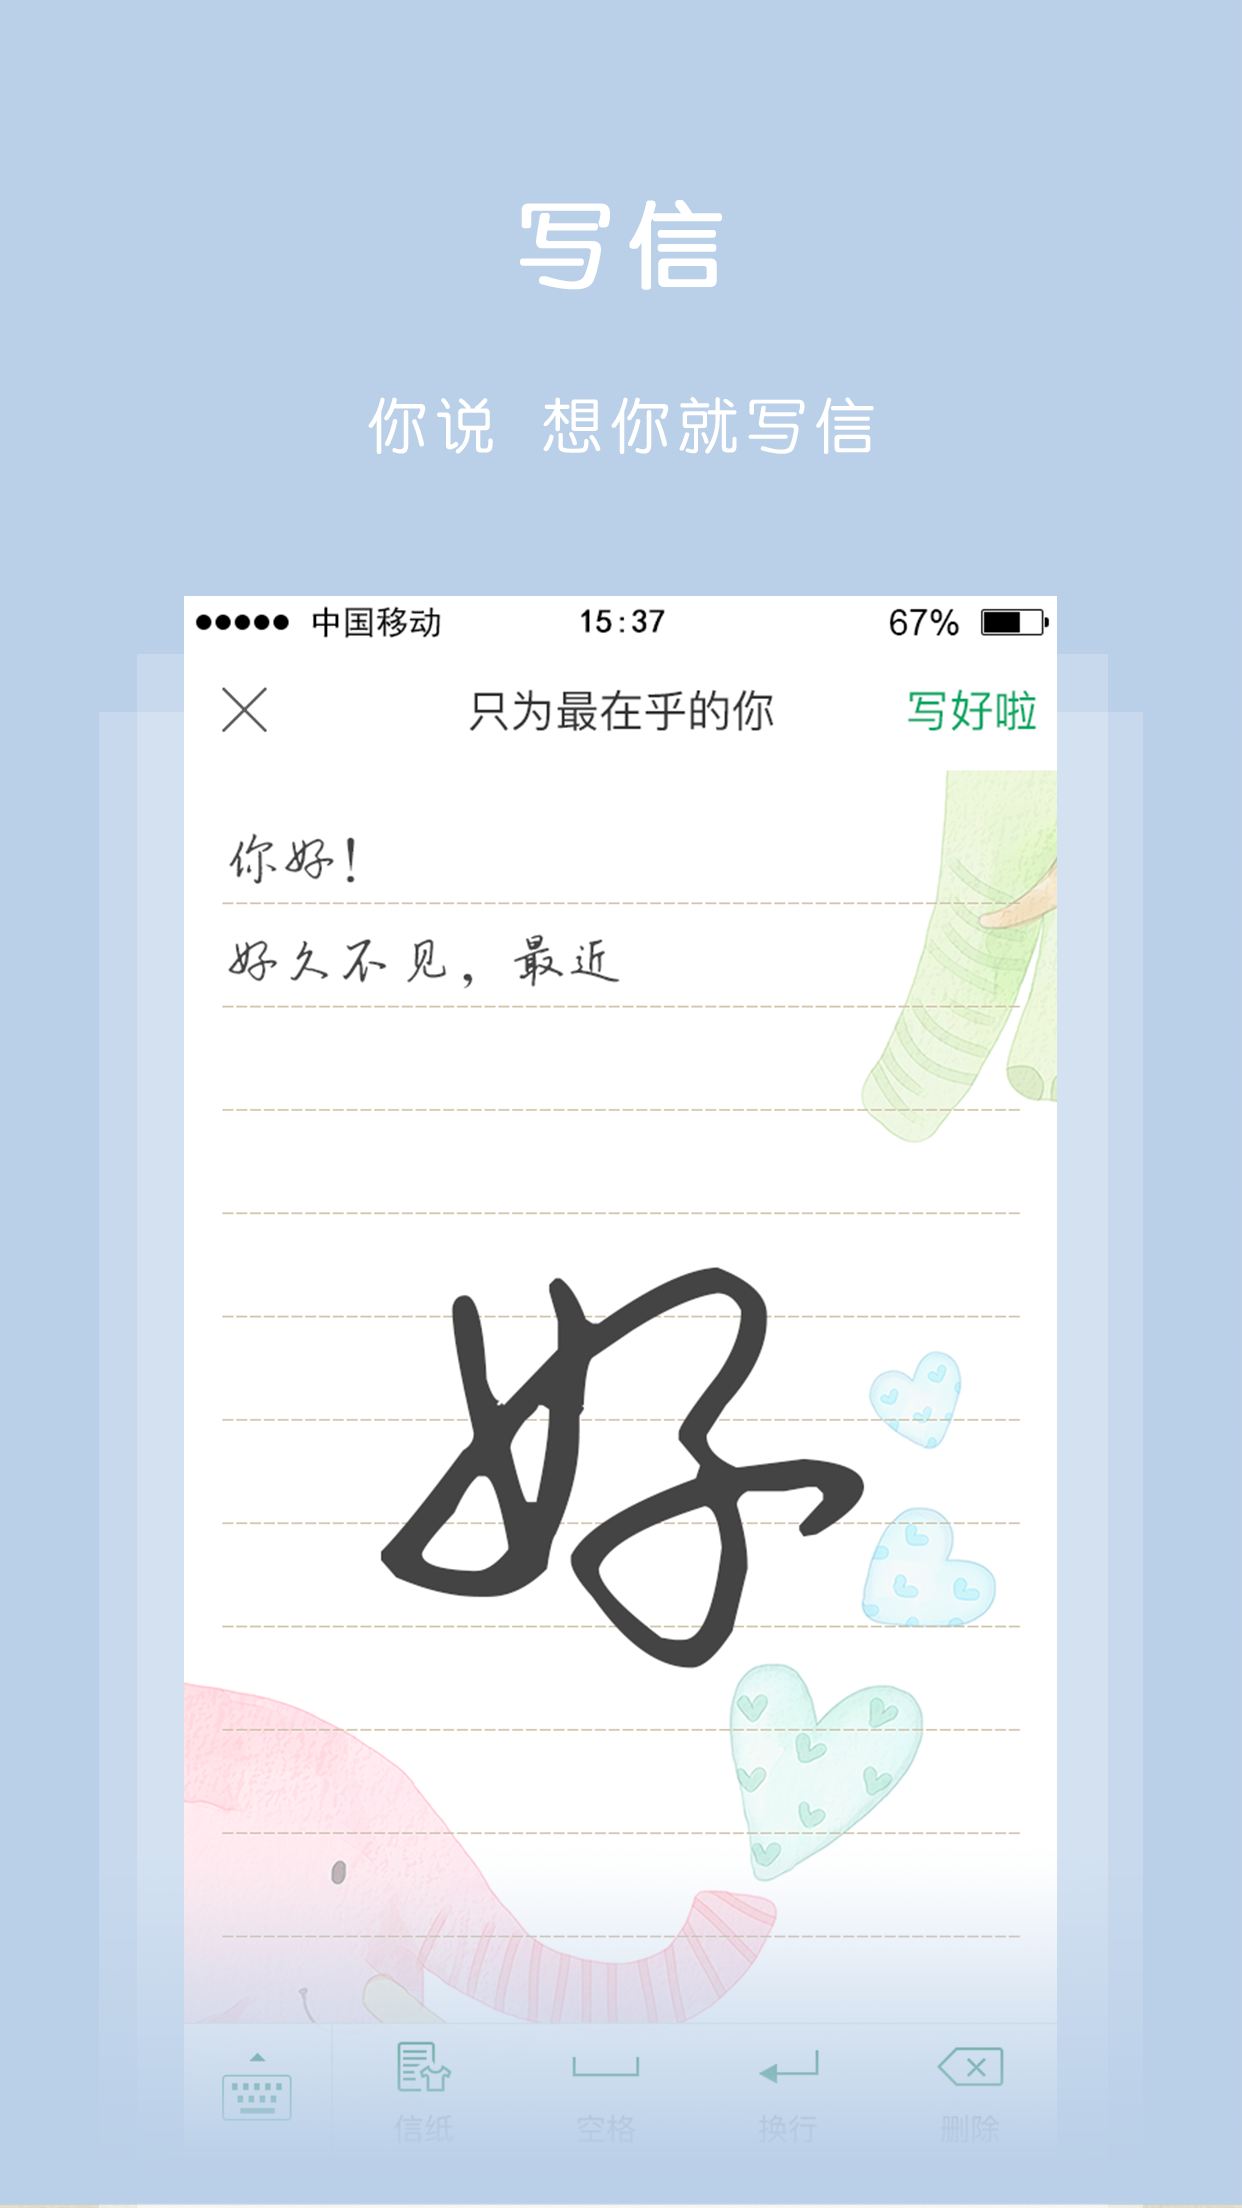 写信
你说 想你就写信
中国移动 15:37 67%
只为最在乎的你 写好啦
你好!
好久不见，最近
好
信纸 空格 换行 删除